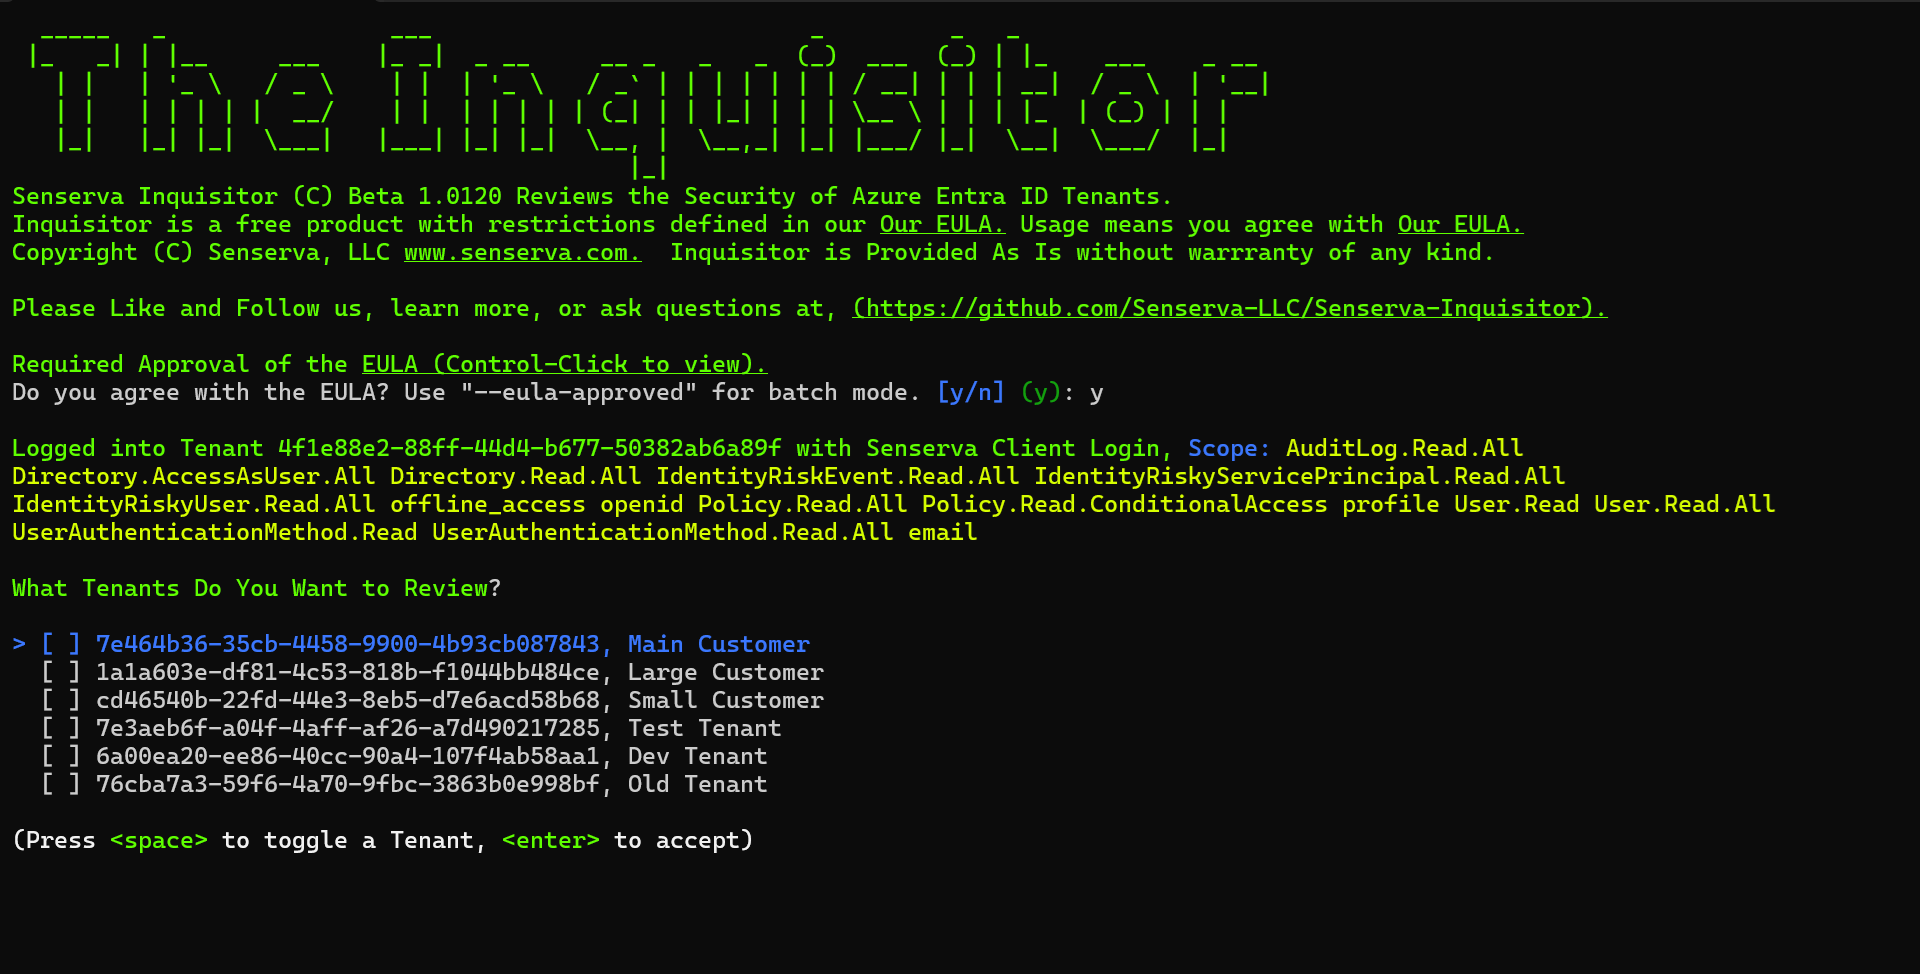 The Inquisitor
Senserva Inquisitor (C) Beta 1.0120 Reviews the Security of Azure Entra ID Tenants.
Inquisitor is a free product with restrictions defined in our Our EULA. Usage means you agree with Our EULA.
Copyright (C) Senserva, LLC www.senserva.com.  Inquisitor is Provided As Is without warrranty of any kind.
Please Like and Follow us, learn more, or ask questions at, (https://github.com/Senserva-LLC/Senserva-Inquisitor).
Required Approval of the EULA (Control-Click to view).
Do you agree with the EULA? Use "--eula-approved" for batch mode. [y/n] (y): y
Logged into Tenant 4f1e88e2-88ff-44d4-b677-50382ab6a89f with Senserva Client Login, Scope: AuditLog.Read.All
Directory.AccessAsUser.All Directory.Read.All IdentityRiskEvent.Read.All IdentityRiskyServicePrincipal.Read.All
IdentityRiskyUser.Read.All offline_access openid Policy.Read.All Policy.Read.ConditionalAccess profile User.Read User.Read.All
UserAuthenticationMethod.Read UserAuthenticationMethod.Read.All email
What Tenants Do You Want to Review?
> [ ] 7e464b36-35cb-4458-9900-4b93cb087843, Main Customer
[ ] 1a1a603e-df81-4c53-818b-f1044bb484ce, Large Customer
[ ] cd46540b-22fd-44e3-8eb5-d7e6acd58b68, Small Customer
[ ] 7e3aeb6f-a04f-4aff-af26-a7d490217285, Test Tenant
[ ] 6a00ea20-ee86-40cc-90a4-107f4ab58aa1, Dev Tenant
[ ] 76cba7a3-59f6-4a70-9fbc-3863b0e998bf, Old Tenant
(Press <space> to toggle a Tenant, <enter> to accept)